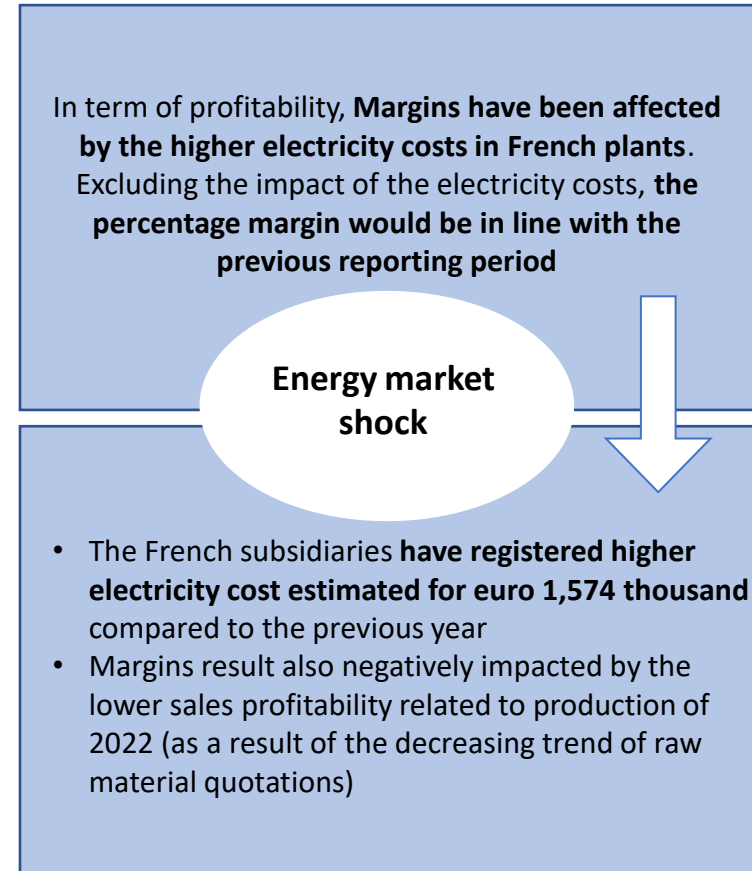 In term of profitability, Margins have been affected
by the higher electricity costs in French plants.
Excluding the impact of the electricity costs, the
percentage margin would be in line with the
previous reporting period
Energy market
shock
• The French subsidiaries have registered higher
electricity cost estimated for euro 1,574 thousand
compared to the previous year
• Margins result also negatively impacted by the
lower sales profitability related to production of
2022 (as a result of the decreasing trend of raw
material quotations)